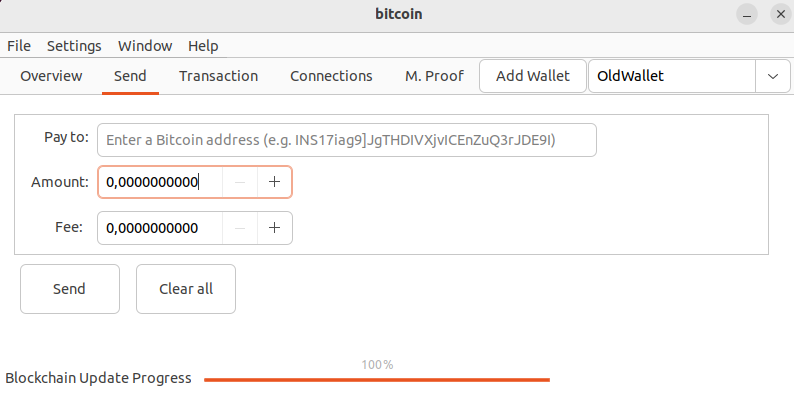 bitcoin
File Settings Window Help
Overview Send Transaction Connections M. Proof Add Wallet OldWallet
Pay to: Enter a Bitcoin address (e.g. INS17iag9]JgTHDIVXjvICEnZuQ3rJDE9I)
Amount: 0,0000000000
Fee: 0,0000000000
Send Clear all
100%
Blockchain Update Progress